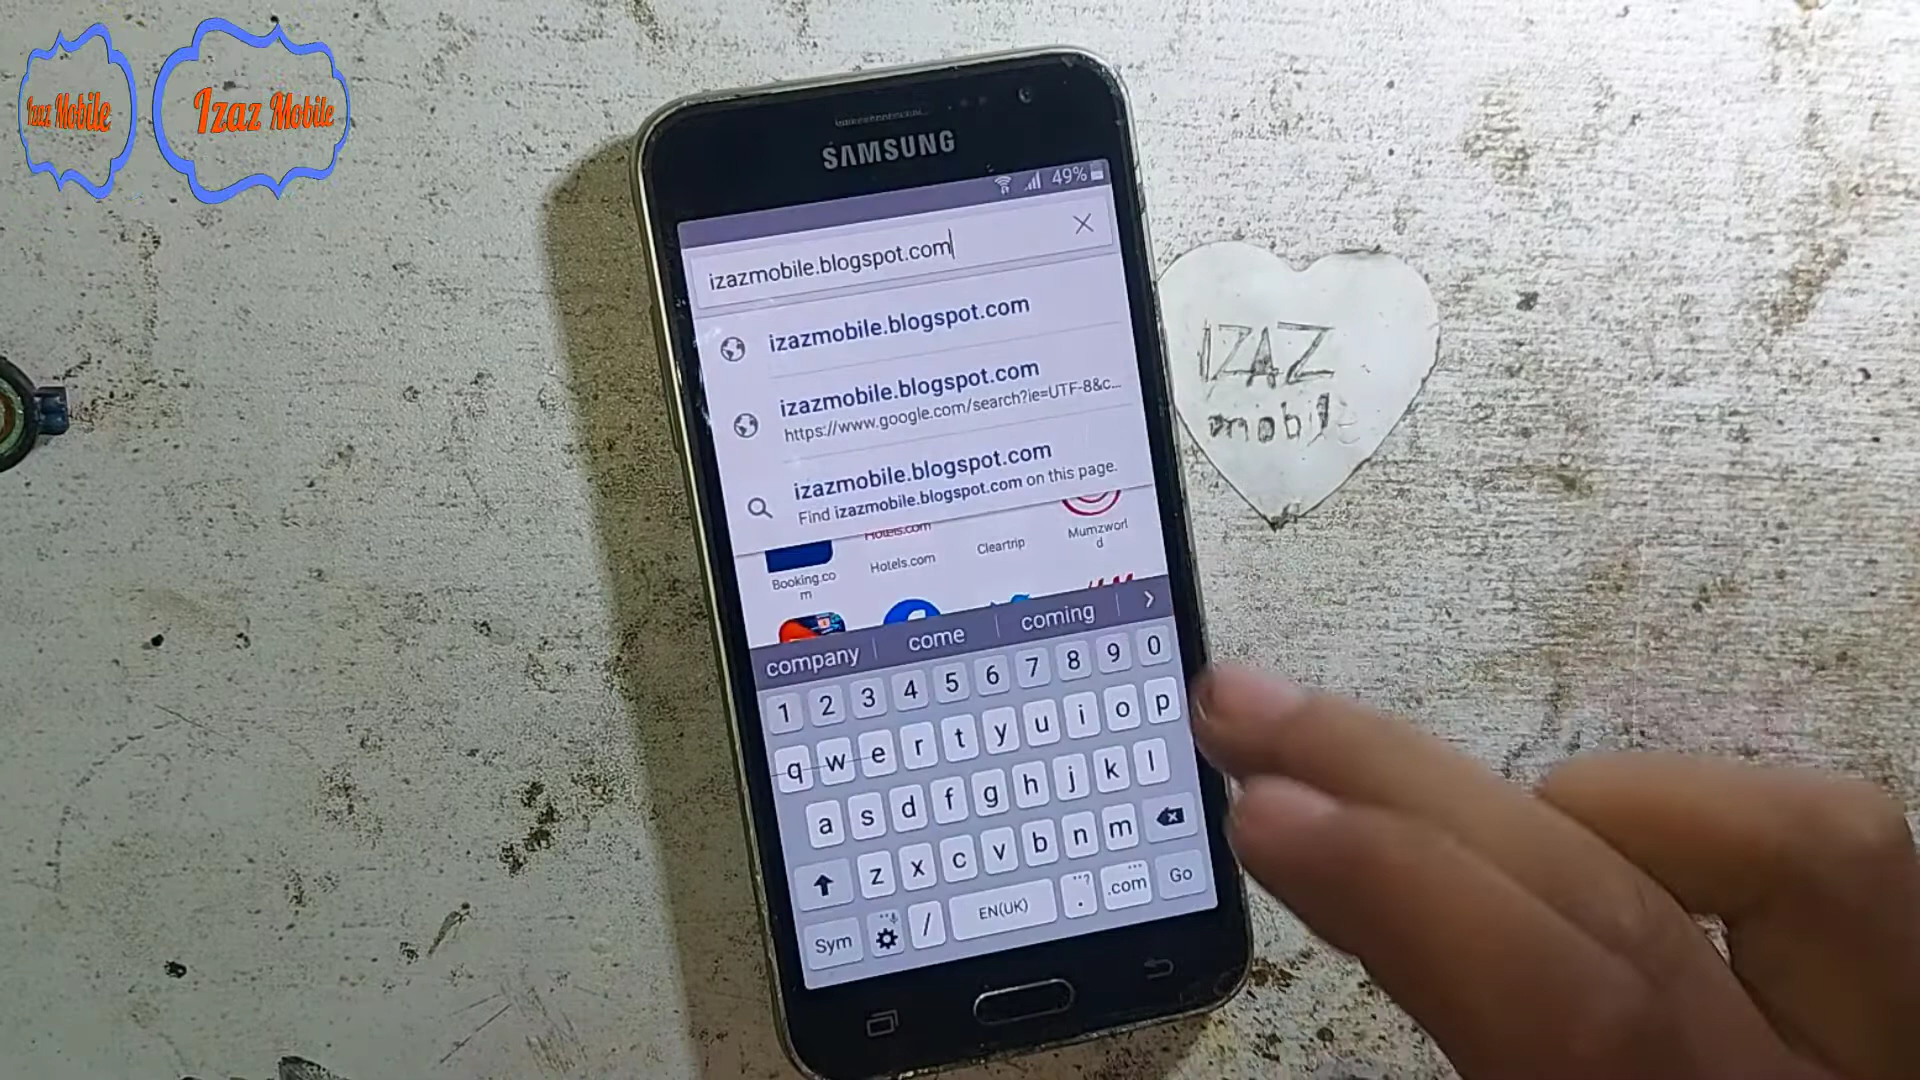 Izaz Mobile
Izaz Mobile
SAMSUNG
49%
izazmobile.blogspot.com
izazmobile.blogspot.com
izazmobile.blogspot.com
https://www.google.com/search?ie=UTF-8&c...
izazmobile.blogspot.com
Find izazmobile.blogspot.com on this page.
Hotels.com
Booking.co
m
Hotels.com
Cleartrip
Mumzworl
d
company come coming >
1 2 3 4 5 6 7 8 9 0
q w e r t y u i o p
a s d f g h j k l
z x c v b n m
Sym / EN(UK) . .com Go
IZAZ
mobile